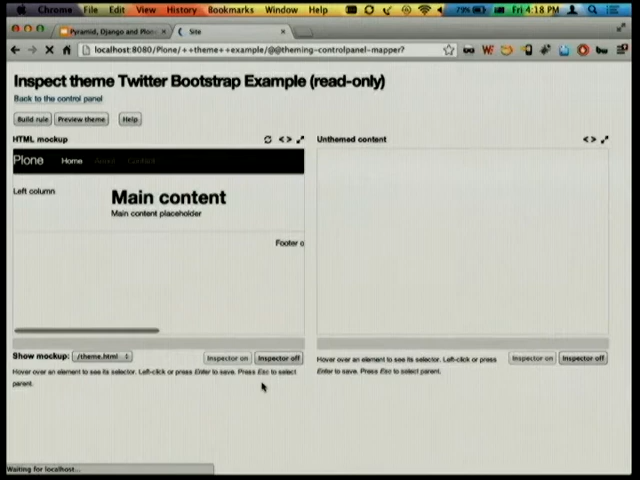 Chrome File Edit View History Bookmarks Window Help 79% Fri 4:18 PM
Pyramid, Django and Plone Site
localhost:8080/Plone/++theme++example/@@theming-controlpanel-mapper?
Inspect theme Twitter Bootstrap Example (read-only)
Back to the control panel
Build rule Preview theme Help
HTML mockup
Unthemed content
Plone Home About Contact
Left column
Main content
Main content placeholder
Footer o
Show mockup: /theme.html
Inspector on Inspector off
Hover over an element to see its selector. Left-click or press Enter to save. Press Esc to select
parent.
Inspector on Inspector off
Hover over an element to see its selector. Left-click or press
Enter to save. Press Esc to select parent.
Waiting for localhost...